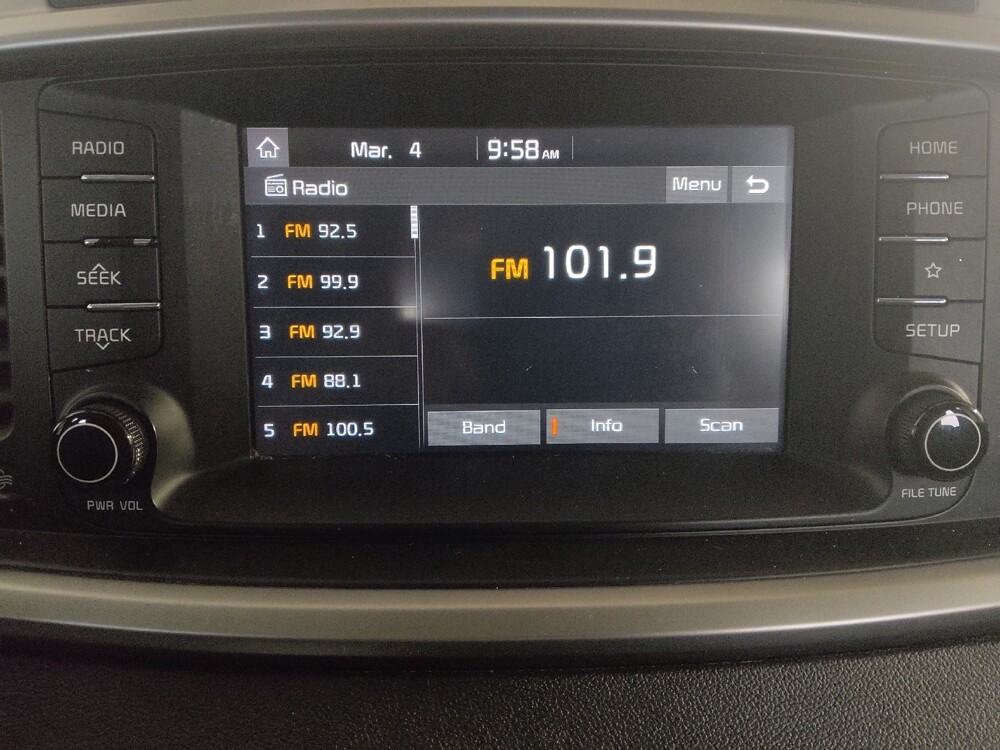 RADIO
MEDIA
SEEK
TRACK
PWR VOL
Mar. 4
9:58 AM
Radio
Menu
1 FM 92.5
2 FM 99.9
3 FM 92.9
4 FM 88.1
5 FM 100.5
FM 101.9
Band
Info
Scan
HOME
PHONE
SETUP
FILE TUNE